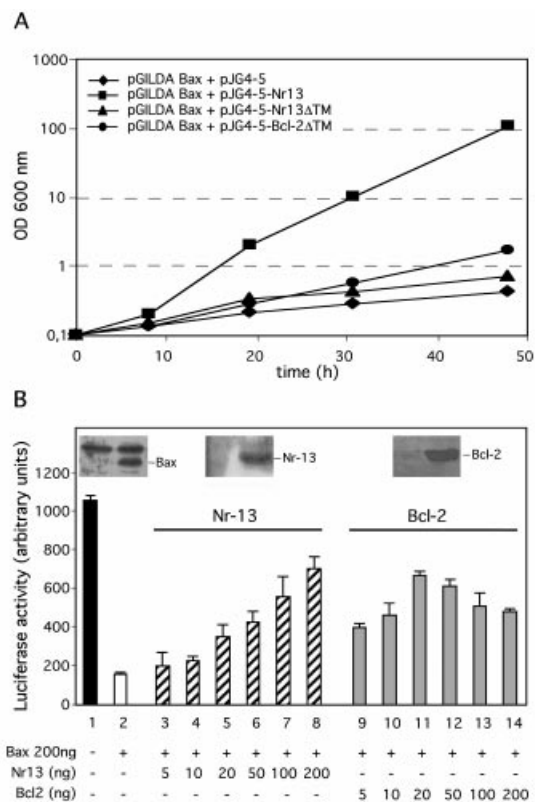 A
1000
100
10
1
0,1
OD 600 nm
pGILDA Bax + pJG4-5
pGILDA Bax + pJG4-5-Nr13
pGILDA Bax + pJG4-5-Nr13ΔTM
pGILDA Bax + pJG4-5-Bcl-2ΔTM
0 10 20 30 40 50
time (h)
B
Luciferase activity (arbitrary units)
1200
1000
800
600
400
200
0
-Bax
-Nr-13
-Bcl-2
Nr-13
Bcl-2
1 2 3 4 5 6 7 8 9 10 11 12 13 14
Bax 200ng - + + + + + + + + + + + + +
Nr13 (ng) - - 5 10 20 50 100 200 - - - - - -
Bcl2 (ng) - - - - - - - - 5 10 20 50 100 200